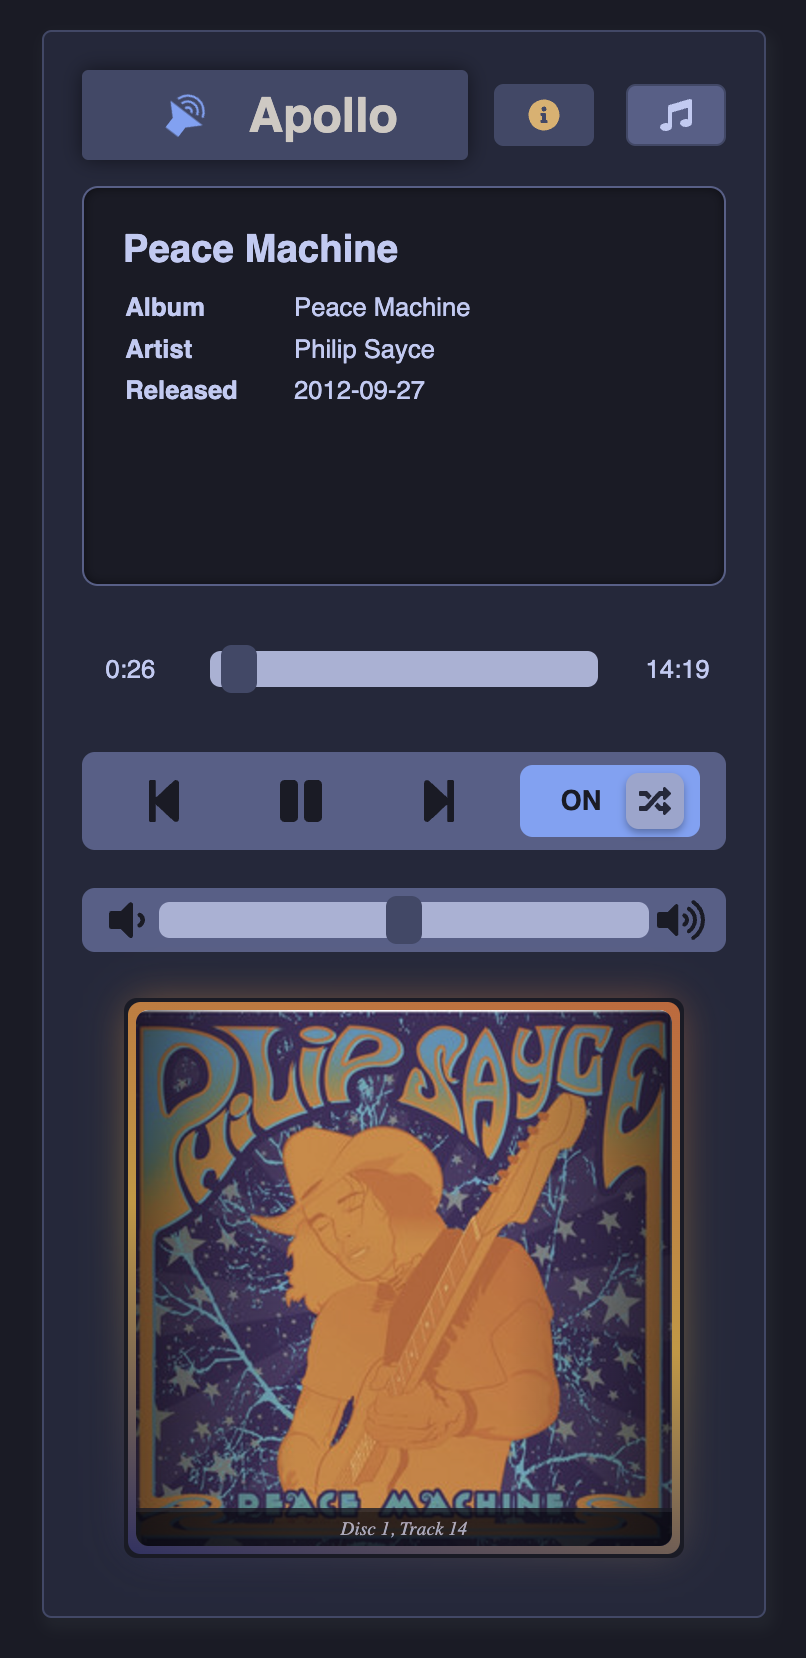 Apollo
Peace Machine
Album Peace Machine
Artist Philip Sayce
Released 2012-09-27
0:26 14:19
ON
PHiLiP SAYCE
PEACE MACHINE
Disc 1, Track 14